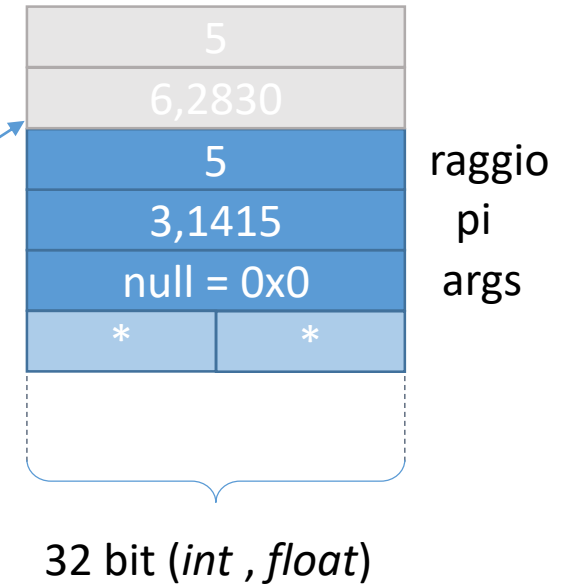 5
6,2830
5 raggio
3,1415 pi
null = 0x0 args
* *
32 bit (int , float)